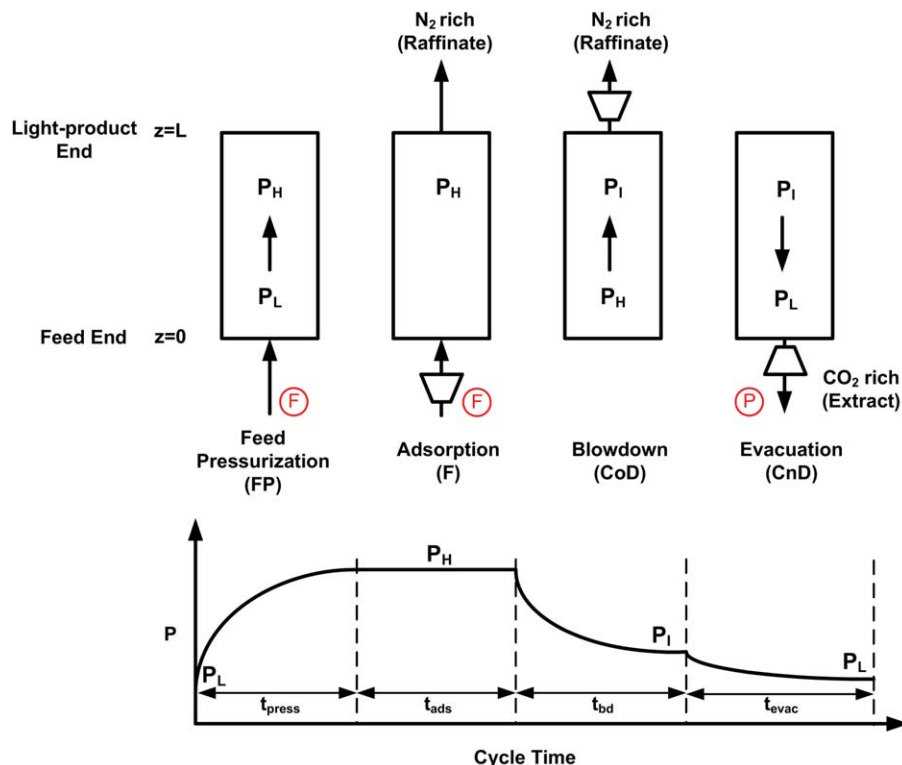 N2 rich
(Raffinate)
N2 rich
(Raffinate)
Light-product
End
z=L
PH
PL
PH
PI
PH
PI
PL
Feed End
z=0
F
F
P
CO2 rich
(Extract)
Feed
Pressurization
(FP)
Adsorption
(F)
Blowdown
(CoD)
Evacuation
(CnD)
P
PL
PH
PI
PL
tpress
tads
tbd
tevac
Cycle Time